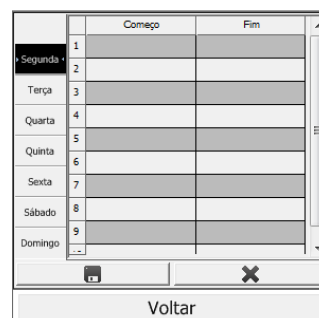 Começo Fim
1
Segunda
2
Terça
3
Quarta
4
5
Quinta
6
Sexta
7
Sábado
8
9
Domingo
Voltar